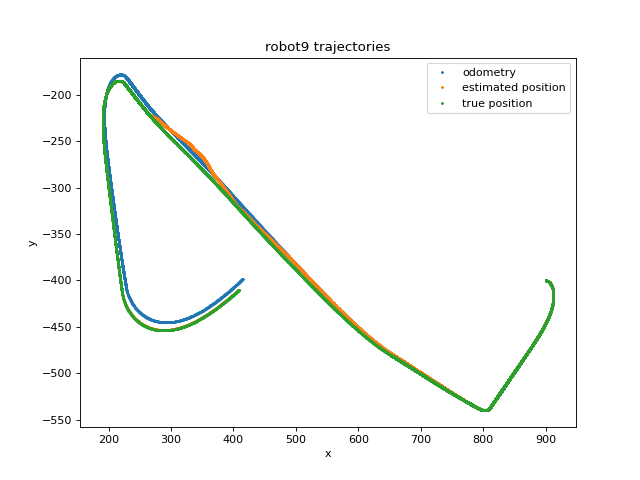 robot9 trajectories
odometry
estimated position
true position
−200
−250
−300
−350
−400
−450
−500
−550
y
200 300 400 500 600 700 800 900
x